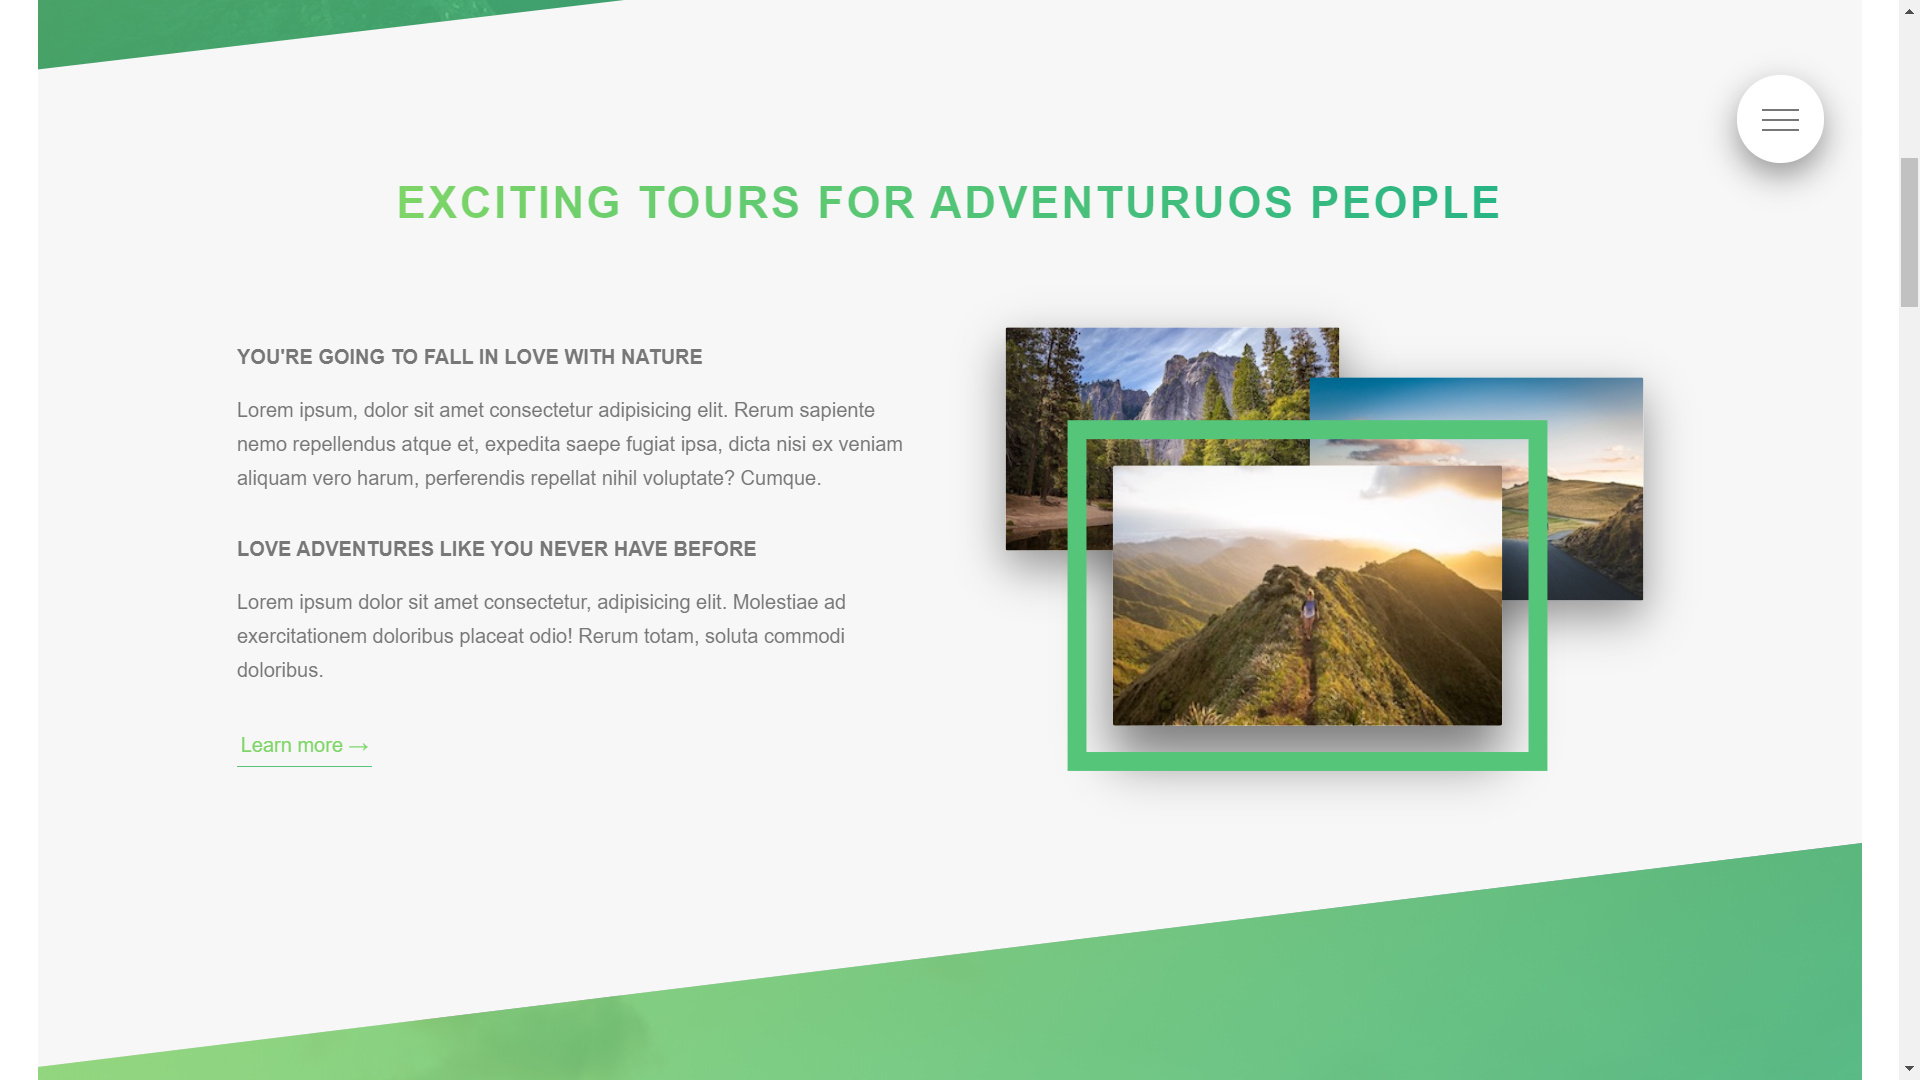 EXCITING TOURS FOR ADVENTURUOS PEOPLE
YOU'RE GOING TO FALL IN LOVE WITH NATURE
Lorem ipsum, dolor sit amet consectetur adipisicing elit. Rerum sapiente
nemo repellendus atque et, expedita saepe fugiat ipsa, dicta nisi ex veniam
aliquam vero harum, perferendis repellat nihil voluptate? Cumque.
LOVE ADVENTURES LIKE YOU NEVER HAVE BEFORE
Lorem ipsum dolor sit amet consectetur, adipisicing elit. Molestiae ad
exercitationem doloribus placeat odio! Rerum totam, soluta commodi
doloribus.
Learn more →